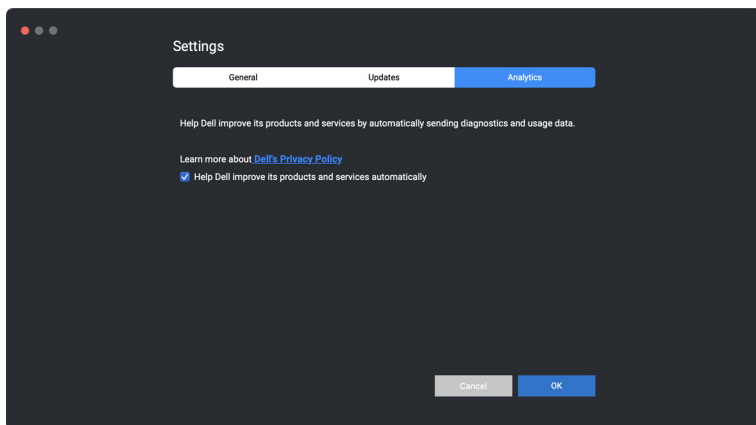 Settings
General Updates Analytics
Help Dell improve its products and services by automatically sending diagnostics and usage data.
Learn more about Dell's Privacy Policy
Help Dell improve its products and services automatically
Cancel OK